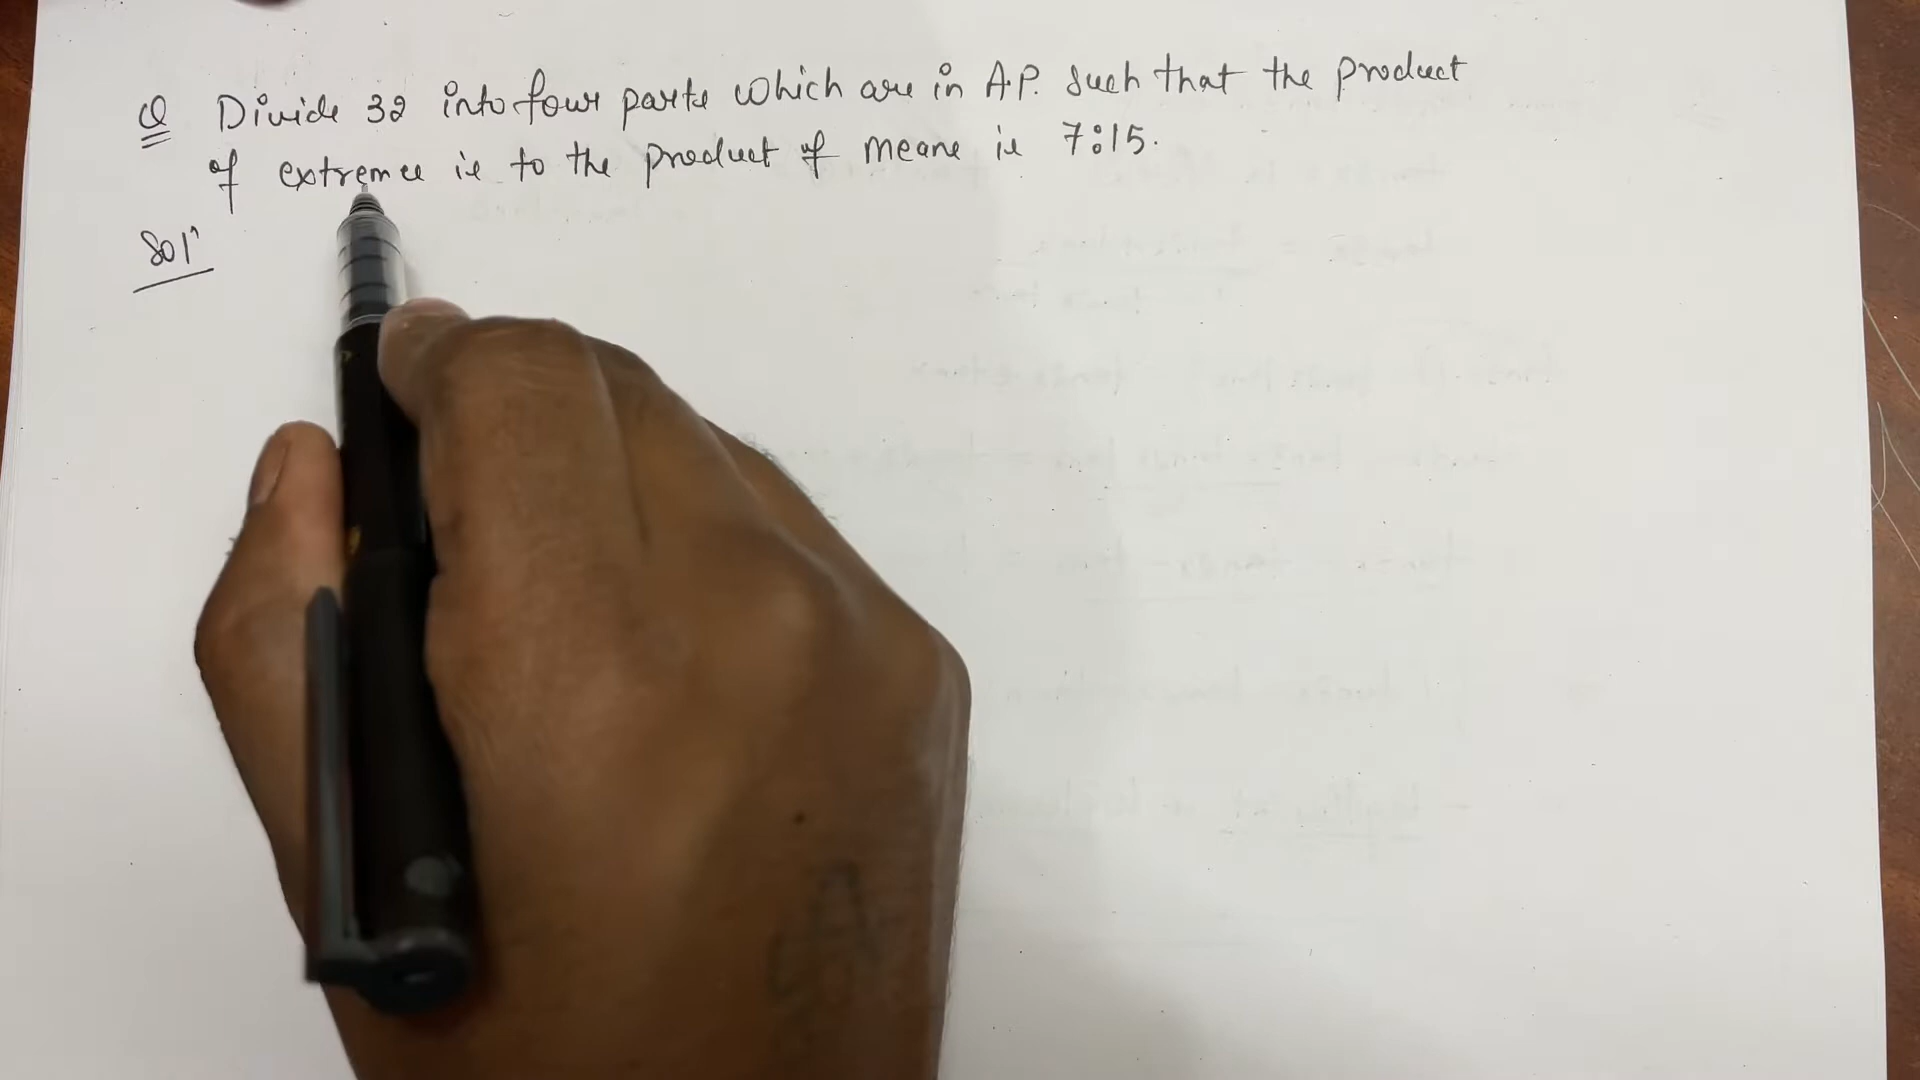 Q Divide 32 into four parts which are in A.P. such that the product
of extremes is to the product of means is 7:15.
Solⁿ